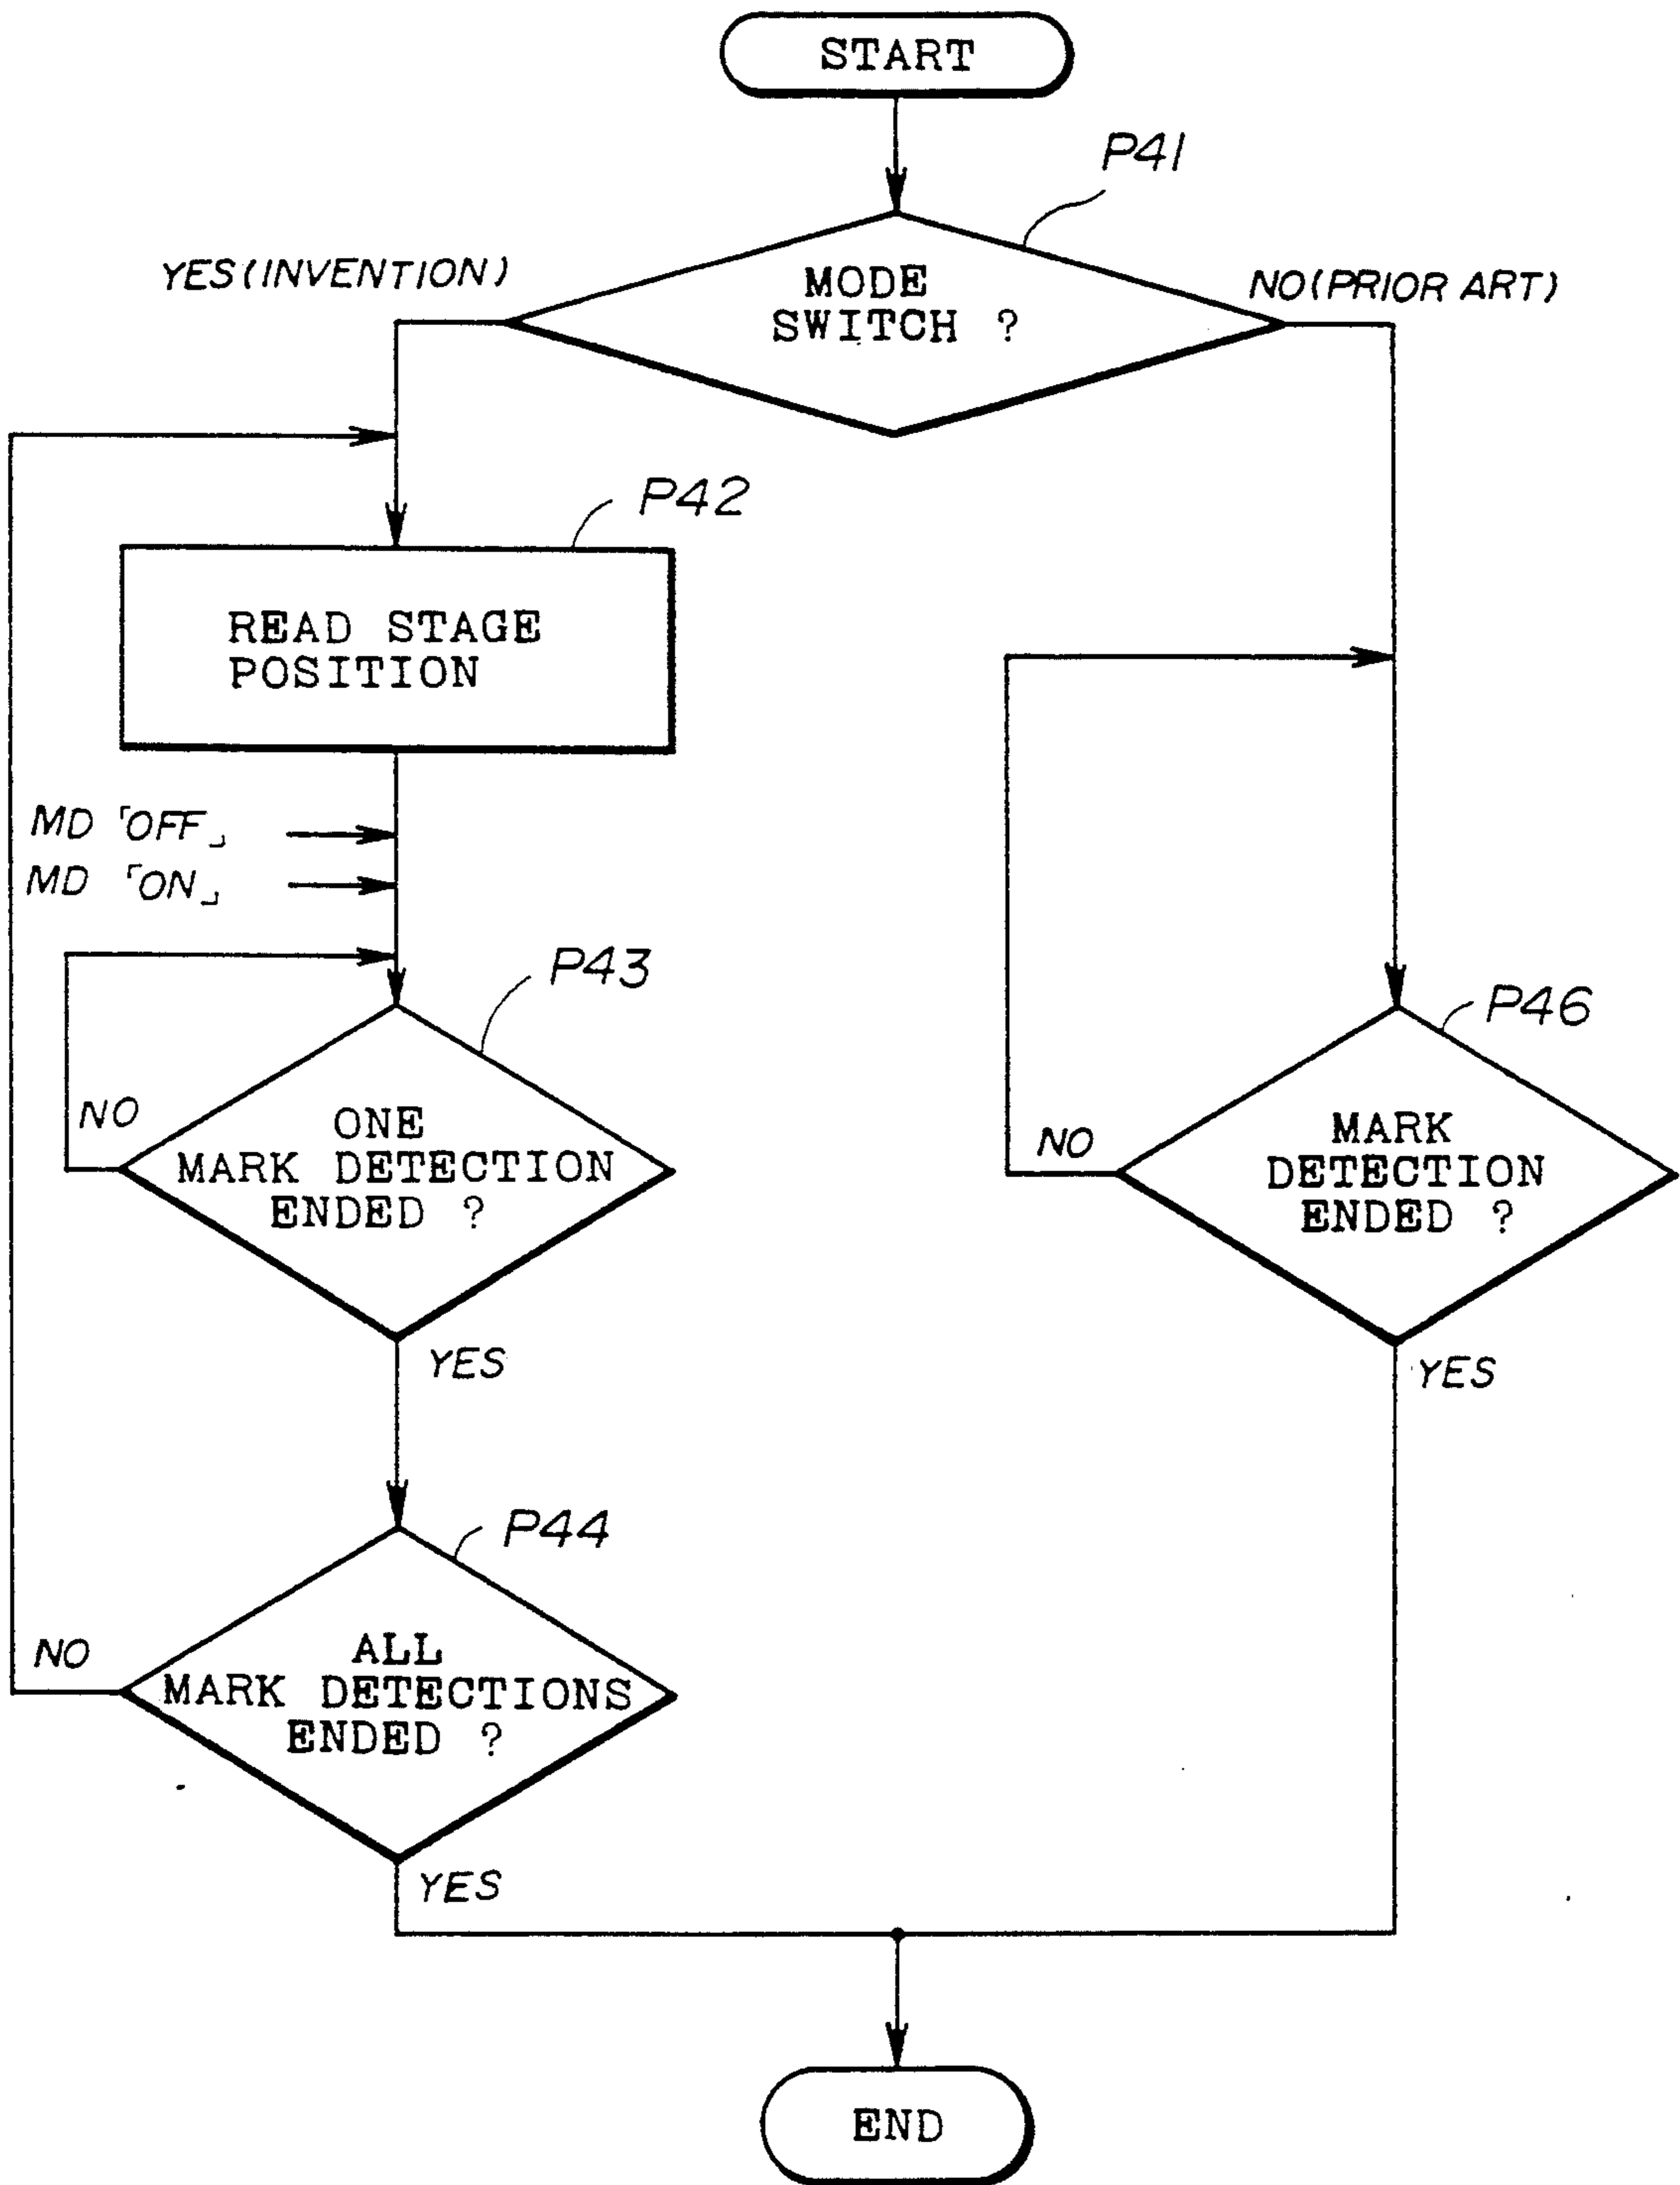 START
P41
YES (INVENTION)
MODE
SWITCH ?
NO (PRIOR ART)
P42
READ STAGE
POSITION
MD「OFF」
MD「ON」
P43
NO
ONE
MARK DETECTION
ENDED ?
YES
P46
NO
MARK
DETECTION
ENDED ?
YES
P44
NO
ALL
MARK DETECTIONS
ENDED ?
YES
END